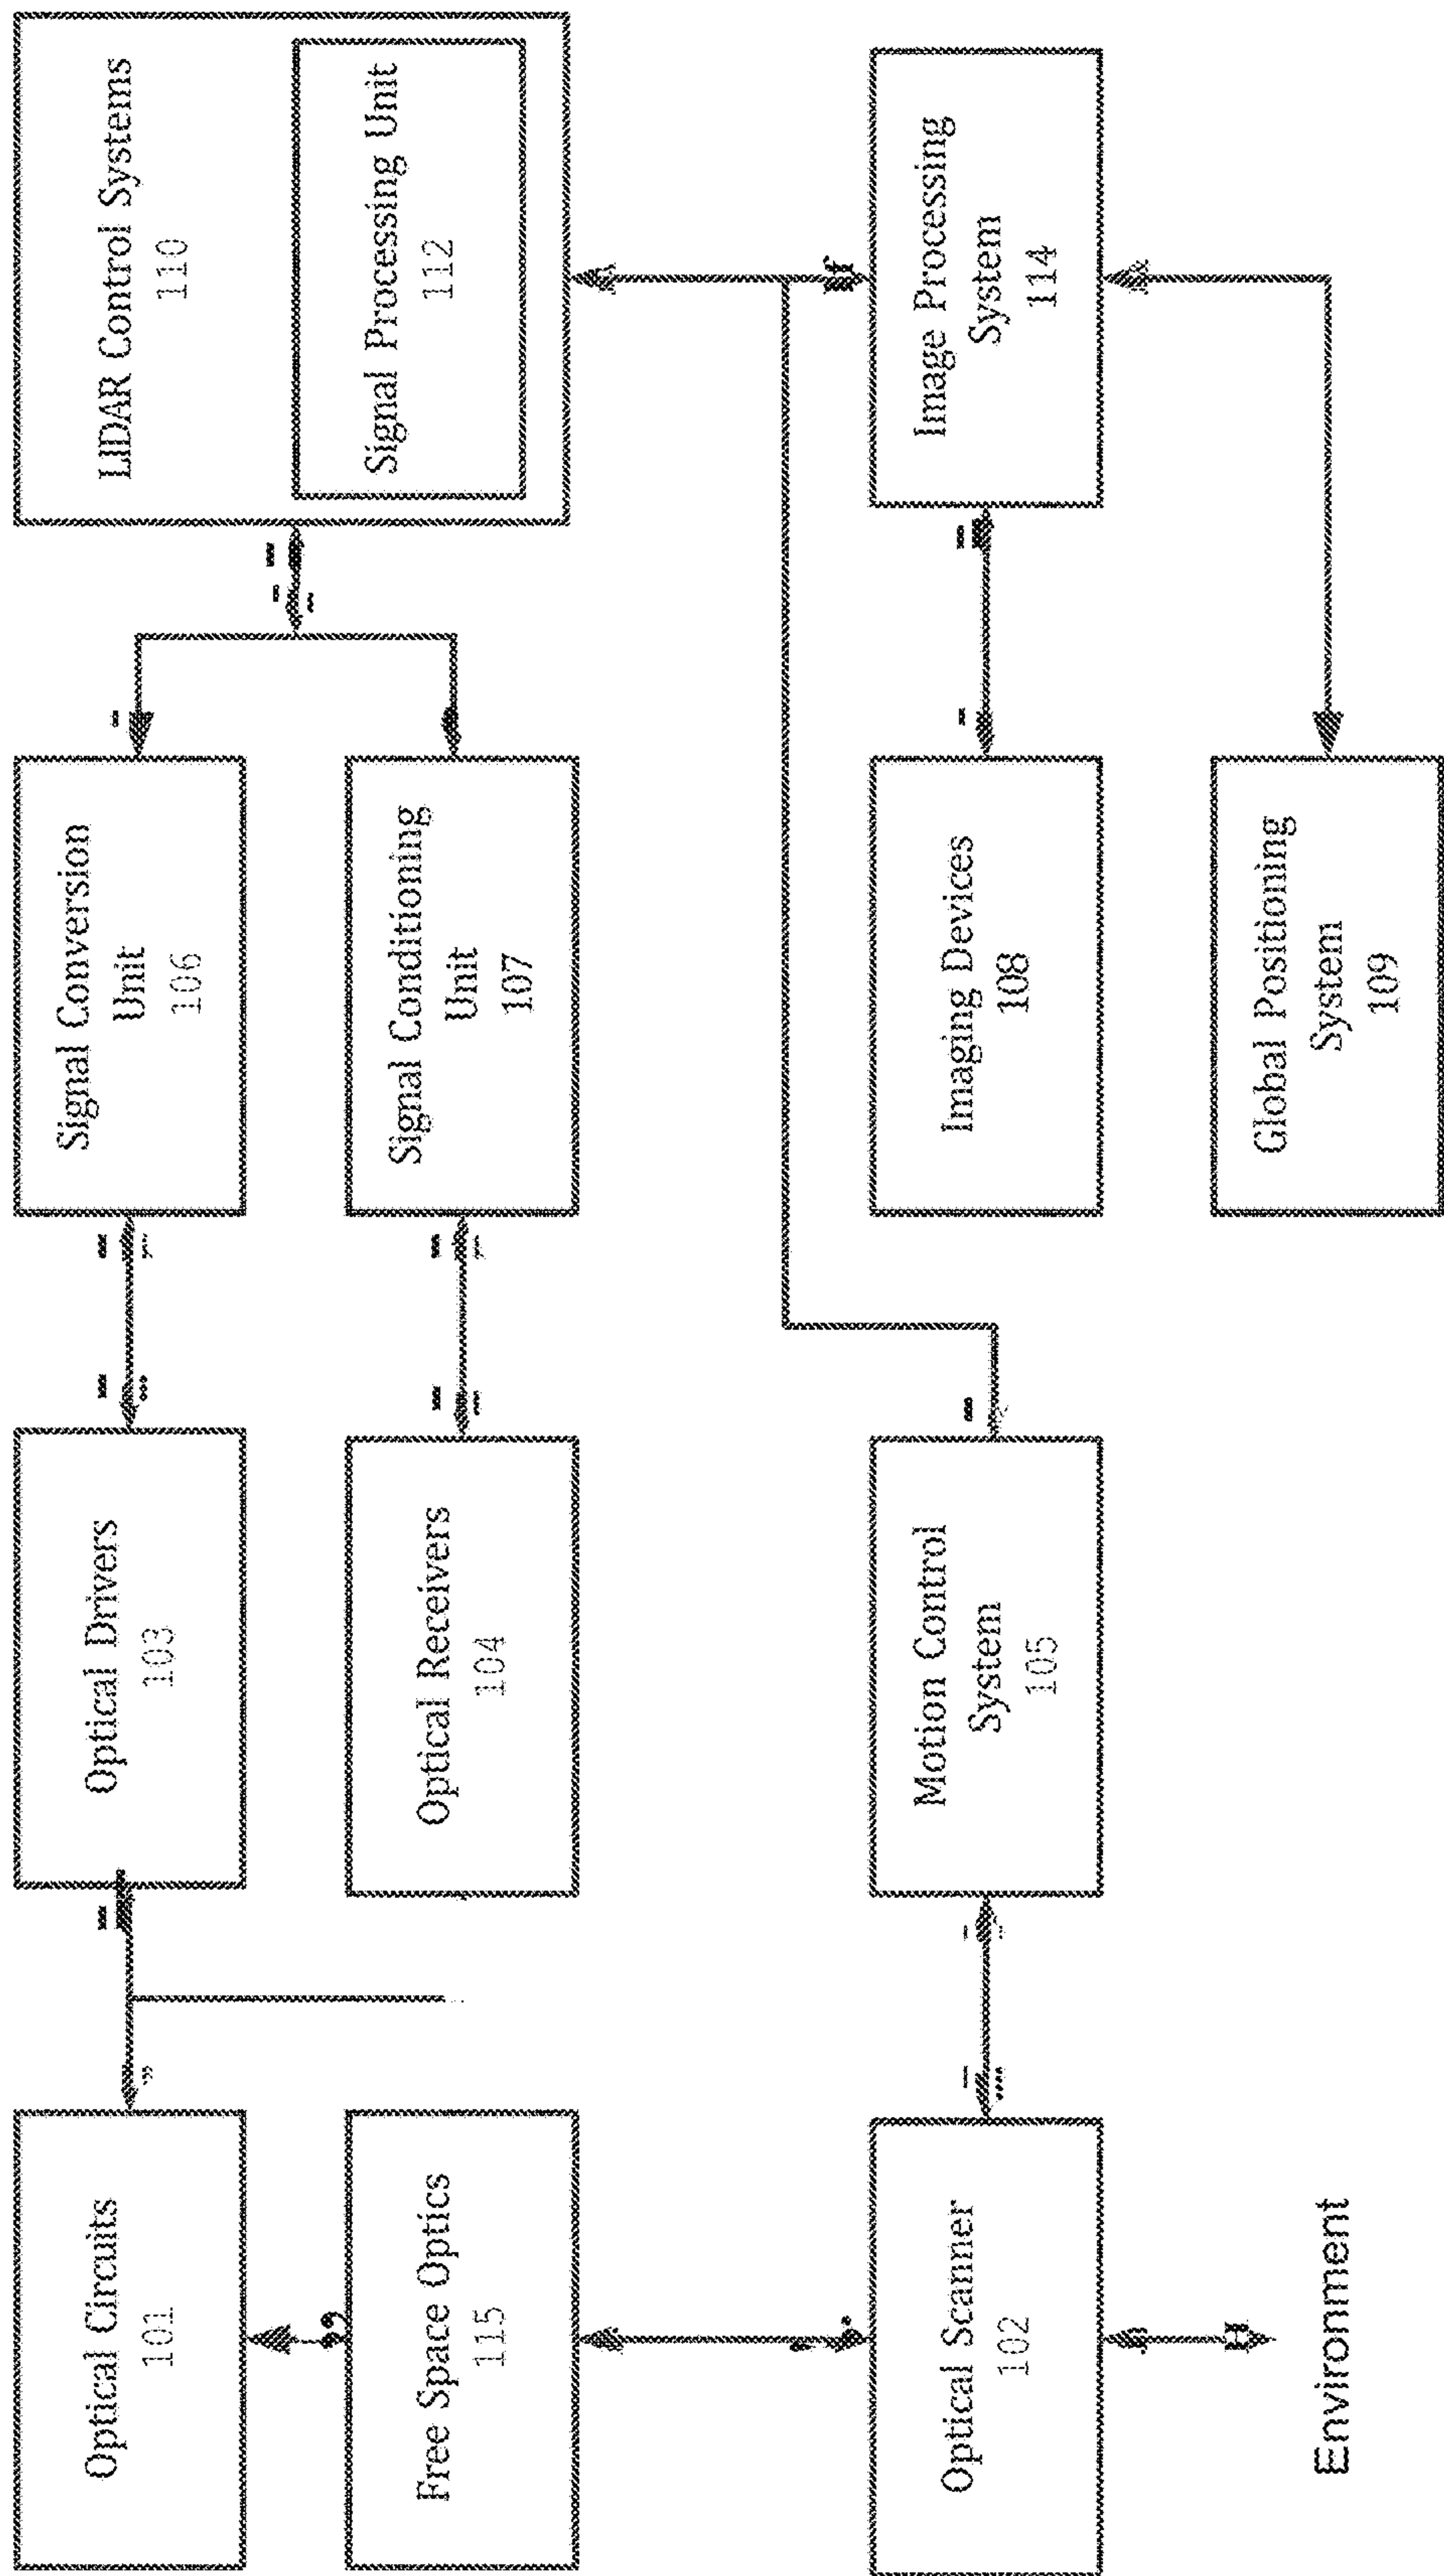 LIDAR Control Systems
110
Signal Processing Unit
112
Image Processing
System
114
Signal Conversion
Unit
106
Signal Conditioning
Unit
107
Imaging Devices
108
Global Positioning
System
109
Optical Drivers
103
Optical Receivers
104
Motion Control
System
105
Optical Circuits
101
Free Space Optics
115
Optical Scanner
102
Environment